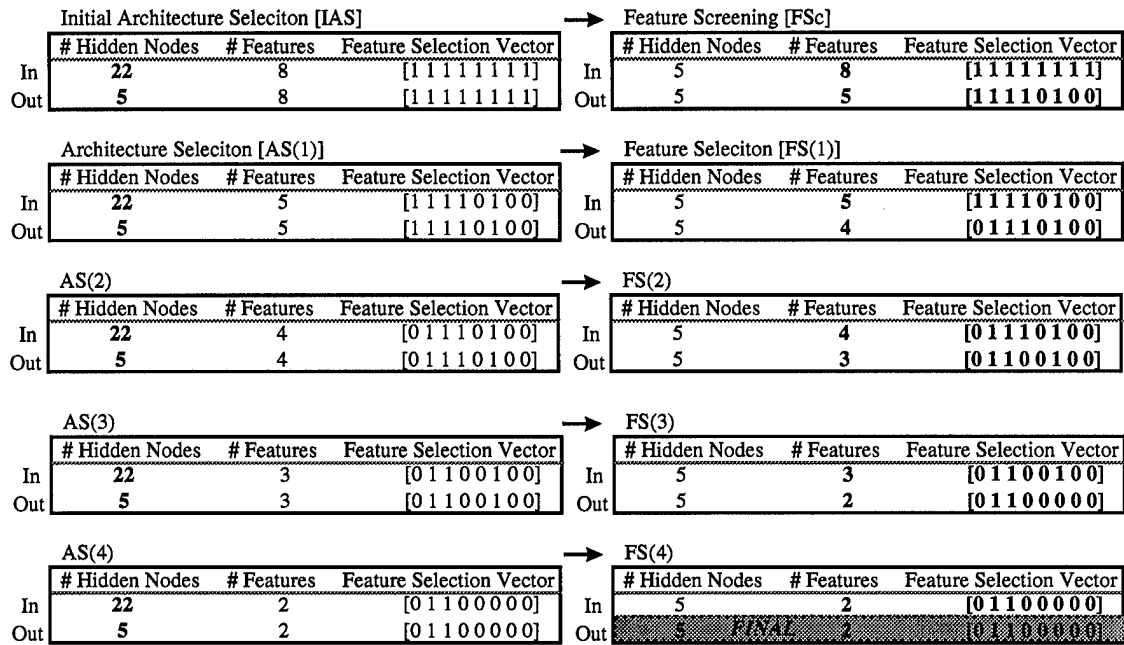 Initial Architecture Seleciton [IAS]
# Hidden Nodes # Features Feature Selection Vector
In 22 8 [1 1 1 1 1 1 1 1]
Out 5 8 [1 1 1 1 1 1 1 1]
Feature Screening [FSc]
# Hidden Nodes # Features Feature Selection Vector
In 5 8 [1 1 1 1 1 1 1 1]
Out 5 5 [1 1 1 1 0 1 0 0]
Architecture Seleciton [AS(1)]
# Hidden Nodes # Features Feature Selection Vector
In 22 5 [1 1 1 1 0 1 0 0]
Out 5 5 [1 1 1 1 0 1 0 0]
Feature Seleciton [FS(1)]
# Hidden Nodes # Features Feature Selection Vector
In 5 5 [1 1 1 1 0 1 0 0]
Out 5 4 [0 1 1 1 0 1 0 0]
AS(2)
# Hidden Nodes # Features Feature Selection Vector
In 22 4 [0 1 1 1 0 1 0 0]
Out 5 4 [0 1 1 1 0 1 0 0]
FS(2)
# Hidden Nodes # Features Feature Selection Vector
In 5 4 [0 1 1 1 0 1 0 0]
Out 5 3 [0 1 1 0 0 1 0 0]
AS(3)
# Hidden Nodes # Features Feature Selection Vector
In 22 3 [0 1 1 0 0 1 0 0]
Out 5 3 [0 1 1 0 0 1 0 0]
FS(3)
# Hidden Nodes # Features Feature Selection Vector
In 5 3 [0 1 1 0 0 1 0 0]
Out 5 2 [0 1 1 0 0 0 0 0]
AS(4)
# Hidden Nodes # Features Feature Selection Vector
In 22 2 [0 1 1 0 0 0 0 0]
Out 5 2 [0 1 1 0 0 0 0 0]
FS(4)
# Hidden Nodes # Features Feature Selection Vector
In 5 2 [0 1 1 0 0 0 0 0]
Out 5 FINAL 2 [0 1 1 0 0 0 0 0]